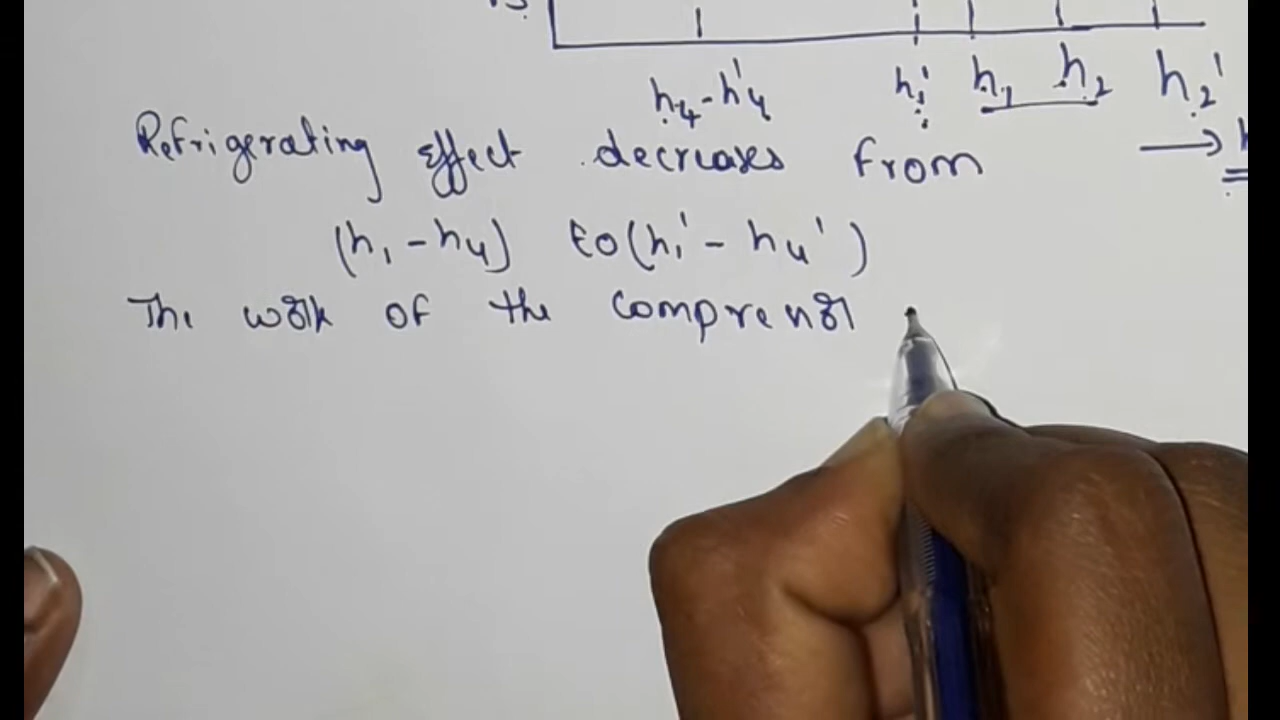 h4 - h'4 h1' h1 h2 h2'
Refrigerating effect decreases from
(h1 - h4) to (h1' - h4')
The work of the compressor